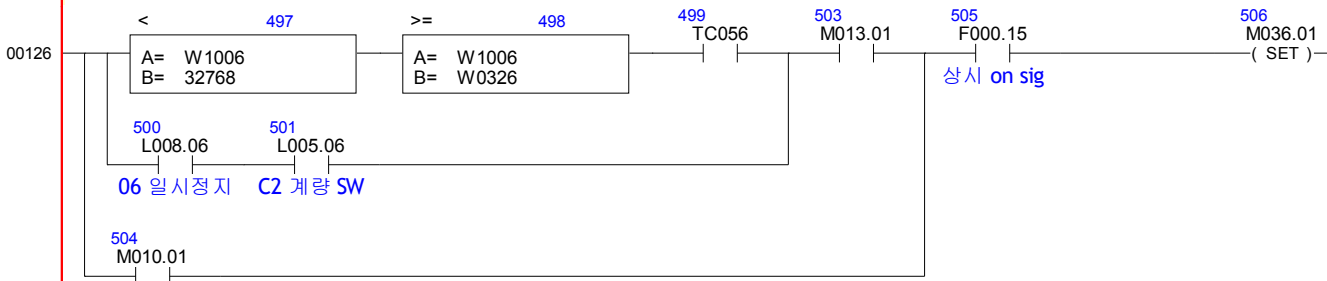 < 497 >= 498 499 503 505 506
TC056 M013.01 F000.15 M036.01
00126 A= W1006 A= W1006 ( SET )
B= 32768 B= W0326 상시 on sig
500 501
L008.06 L005.06
06 일시정지 C2 계량 SW
504
M010.01